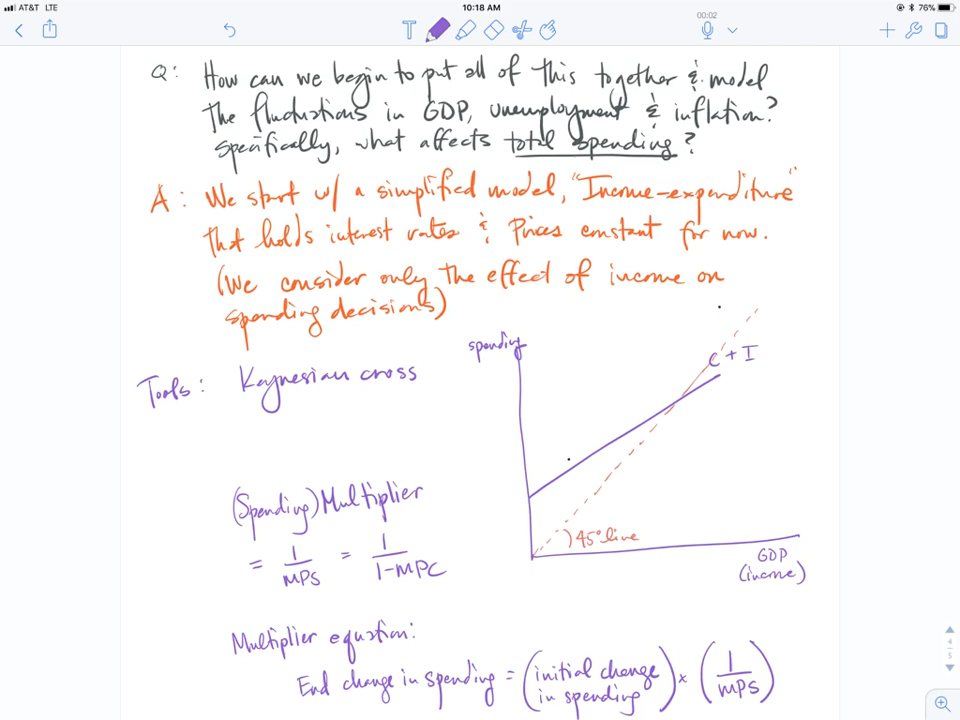 AT&T LTE
10:18 AM
76%
T
00:02
Q: How can we begin to put all of this together & model
the fluctuations in GDP, unemployment & inflation?
Specifically, what affects total spending?
A: We start w/ a simplified model, "Income-expenditure"
that holds interest rates & Prices constant for now.
(We consider only the effect of income on
spending decisions)
Tools: Keynesian cross
spending
C + I
45° line
GDP
(income)
(Spending) Multiplier
= 1/MPS = 1/1-MPC
Multiplier equation:
End change in spending = (initial change in spending) × (1/MPS)
4
5